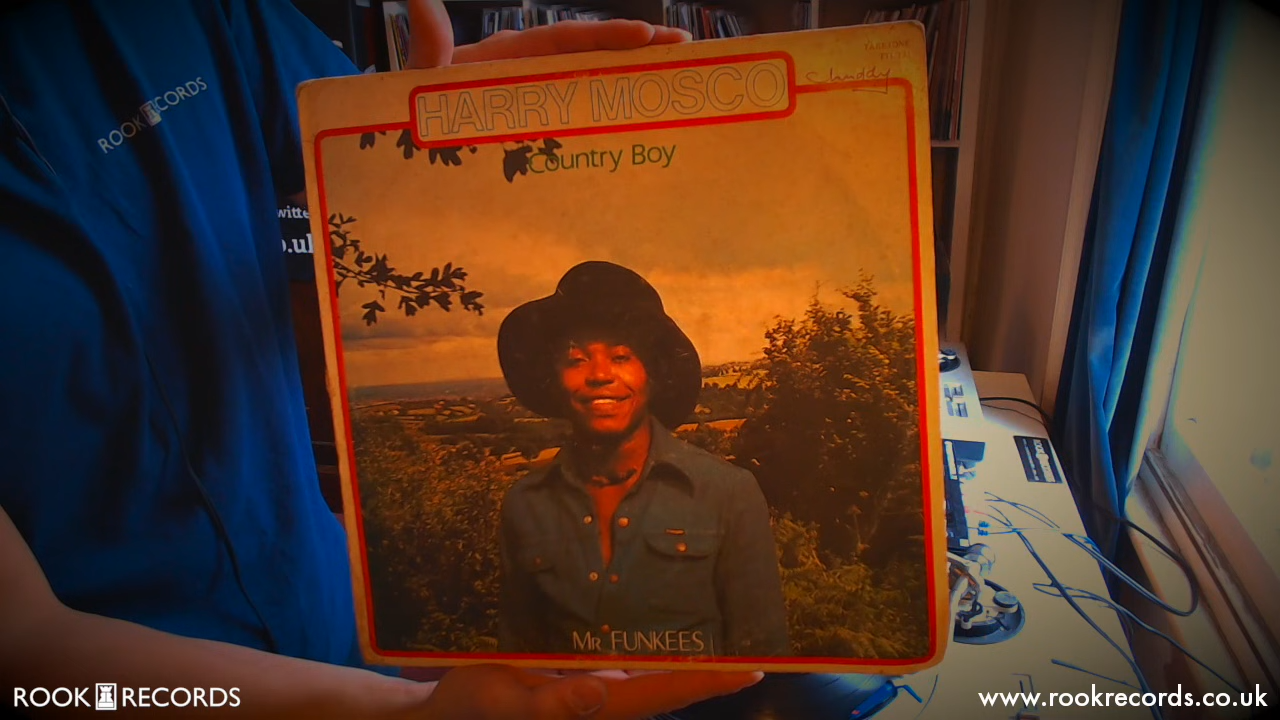 ROOK RECORDS
HARRY MOSCO
Country Boy
MR FUNKEES
ROOK RECORDS
www.rookrecords.co.uk